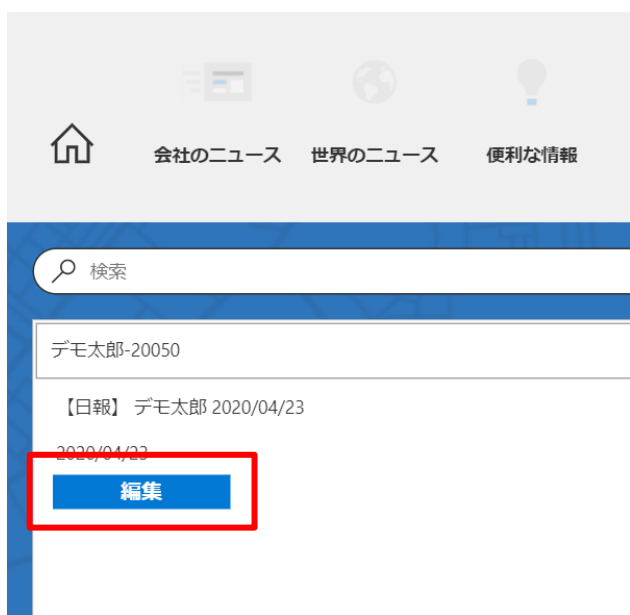 会社のニュース 世界のニュース 便利な情報
検索
デモ太郎-20050
【日報】 デモ太郎 2020/04/23
2020/04/23
編集